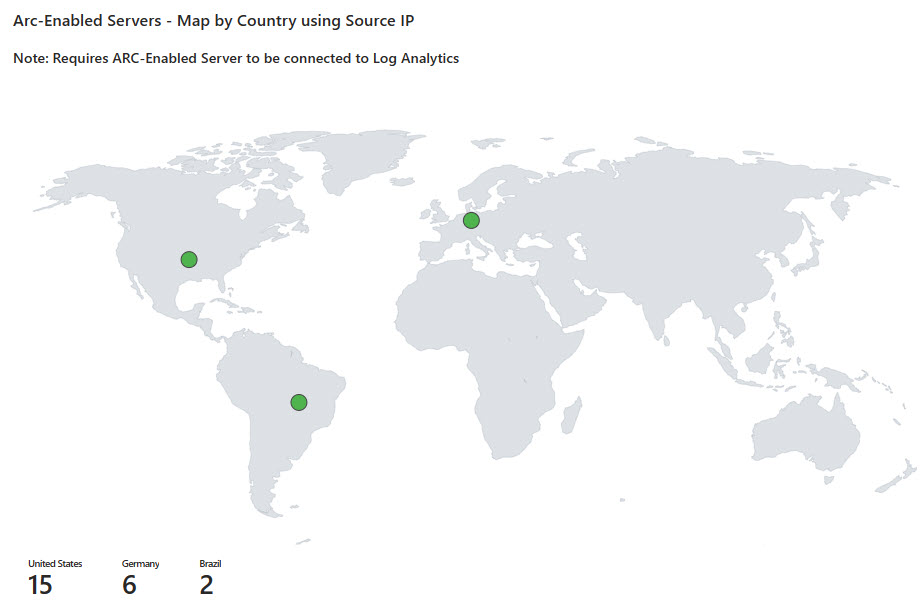 Arc-Enabled Servers - Map by Country using Source IP
Note: Requires ARC-Enabled Server to be connected to Log Analytics
United States Germany Brazil
15 6 2